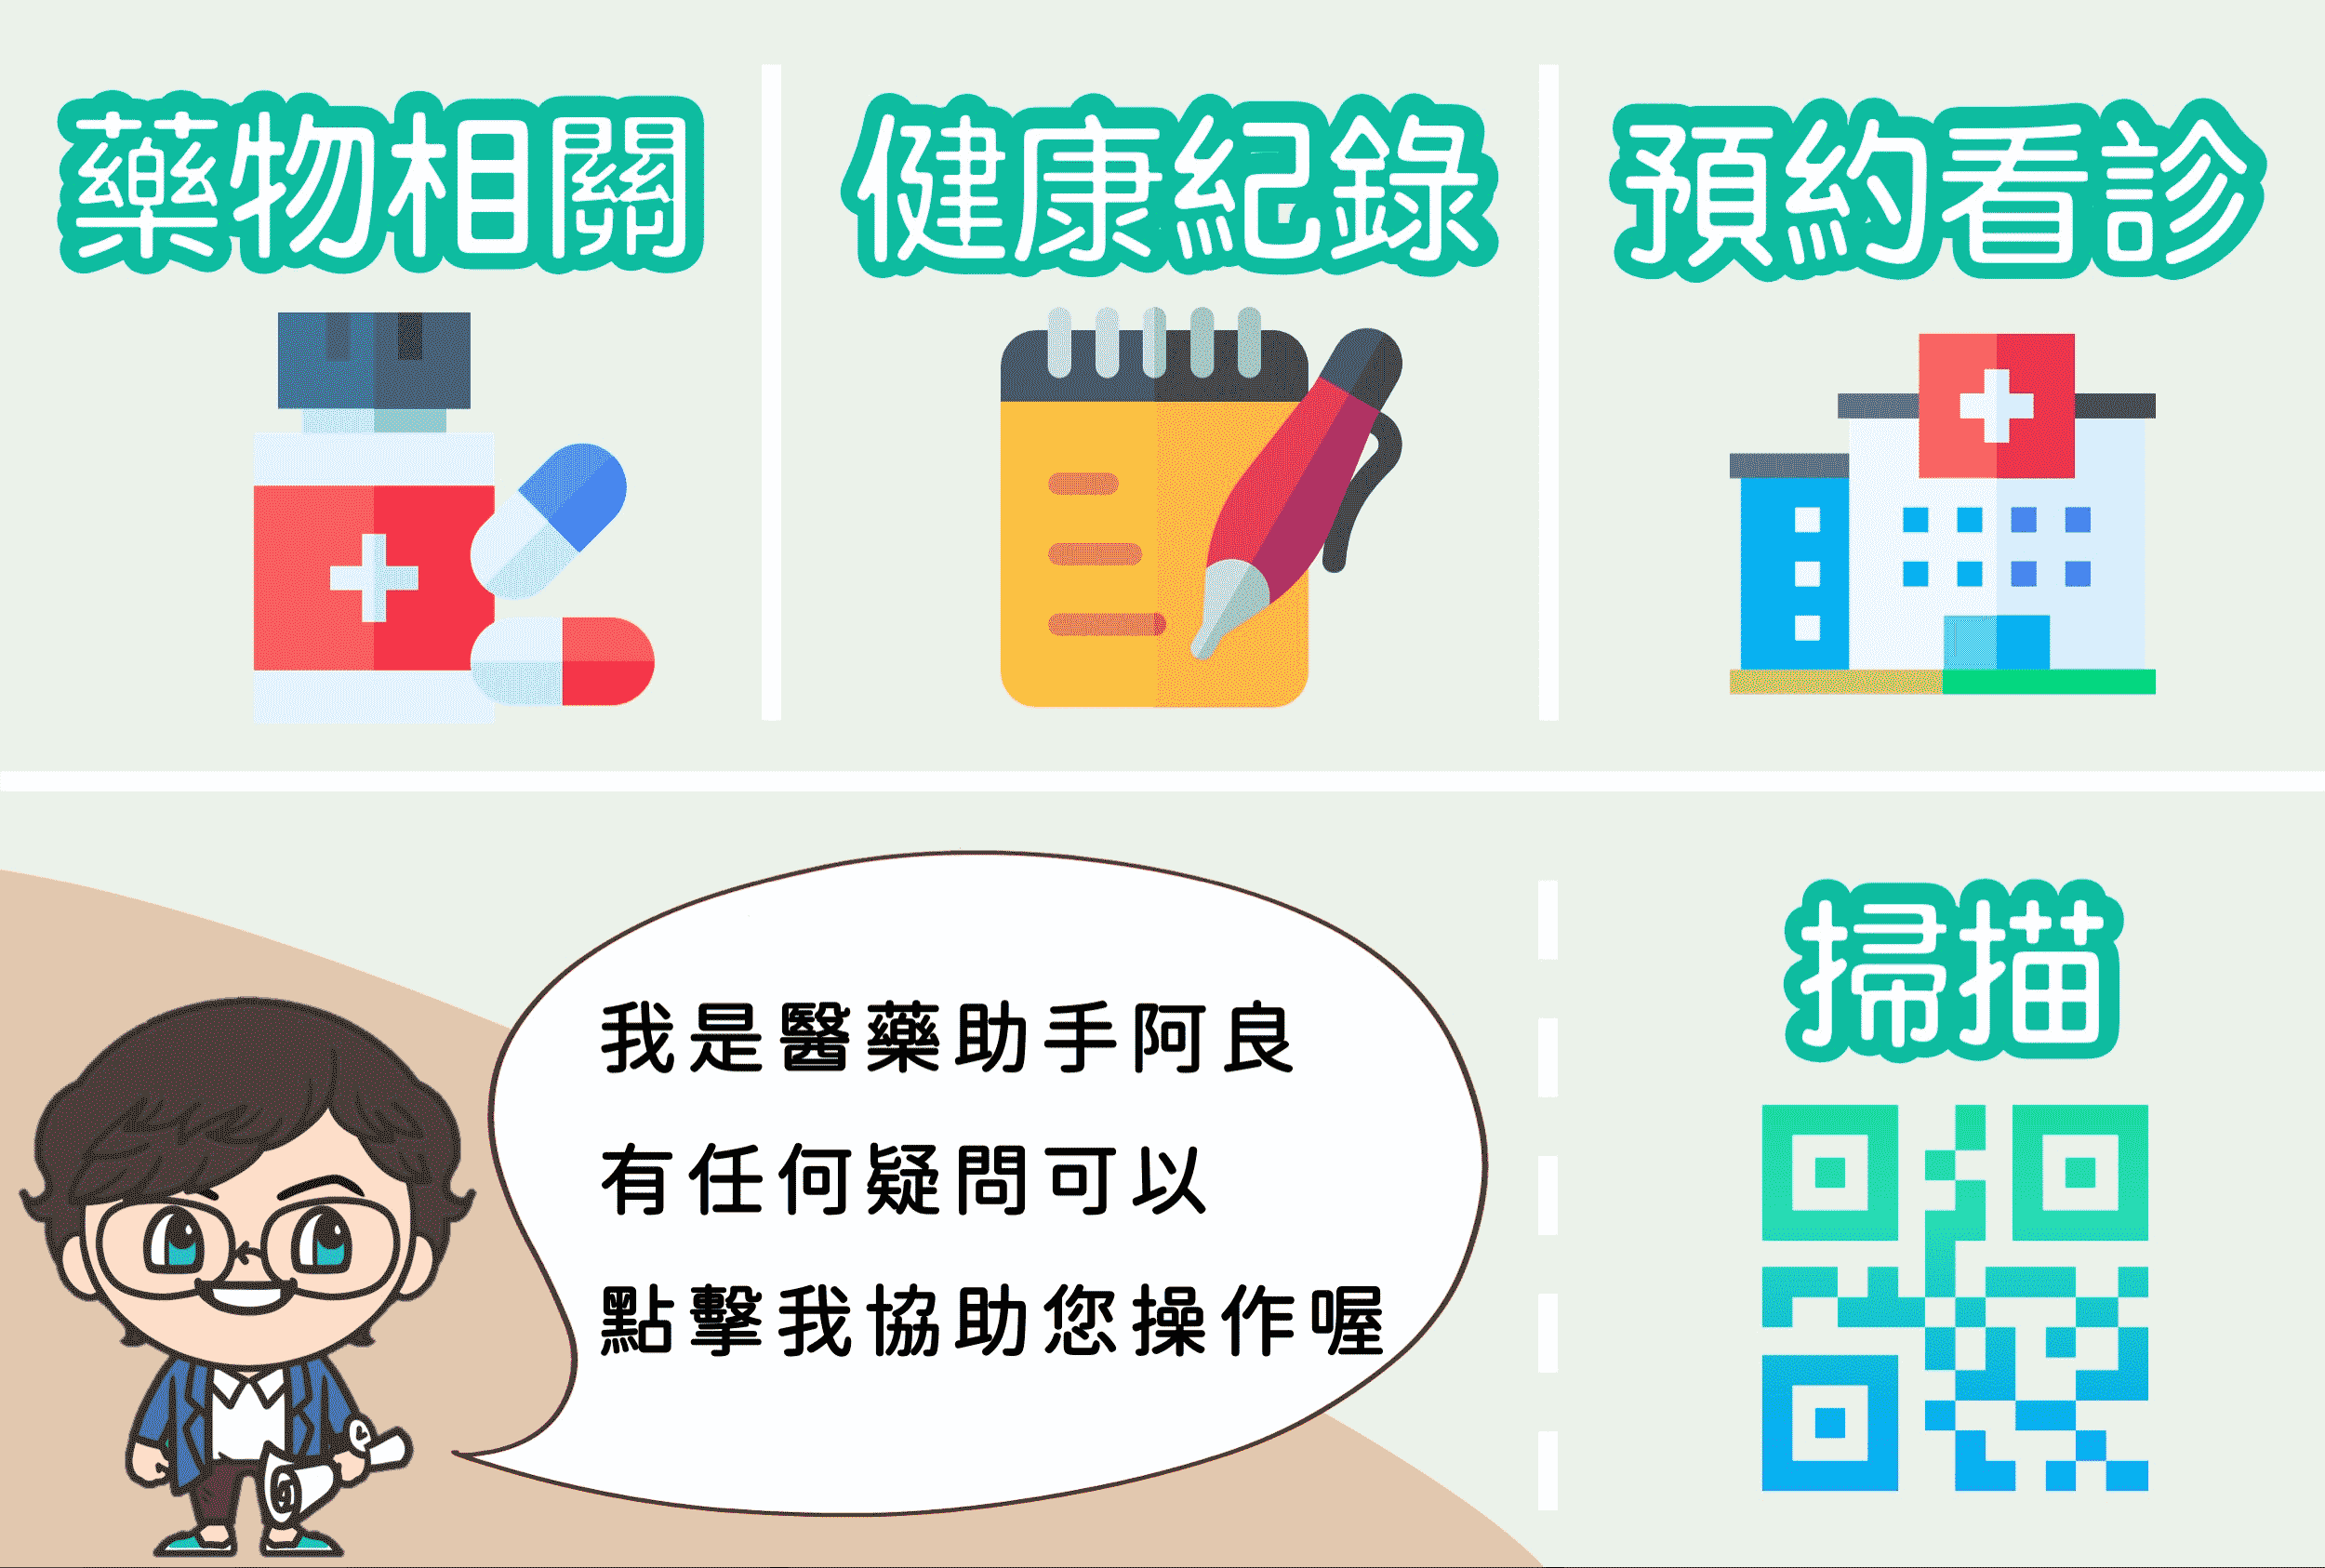 藥物相關
健康紀錄
預約看診
我是醫藥助手阿良
有任何疑問可以
點擊我協助您操作喔
掃描